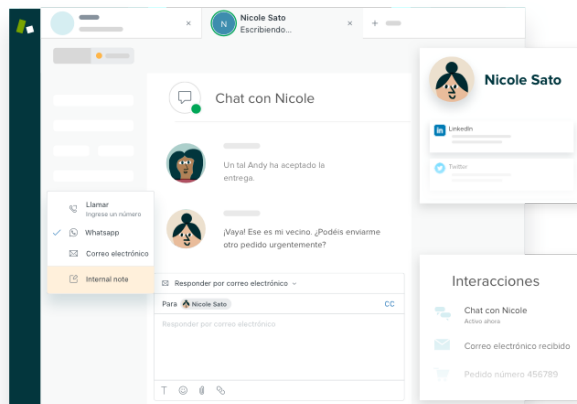 Nicole Sato
Escribiendo...
N
Chat con Nicole
Un tal Andy ha aceptado la
entrega.
¡Vaya! Ese es mi vecino. ¿Podéis enviarme
otro pedido urgentemente?
Llamar
Ingrese un número
Whatsapp
Correo electrónico
Internal note
Responder por correo electrónico
Para Nicole Sato CC
Responder por correo electrónico
Nicole Sato
in LinkedIn
Twitter
Interacciones
Chat con Nicole
Activo ahora
Correo electrónico recibido
Pedido número 456789